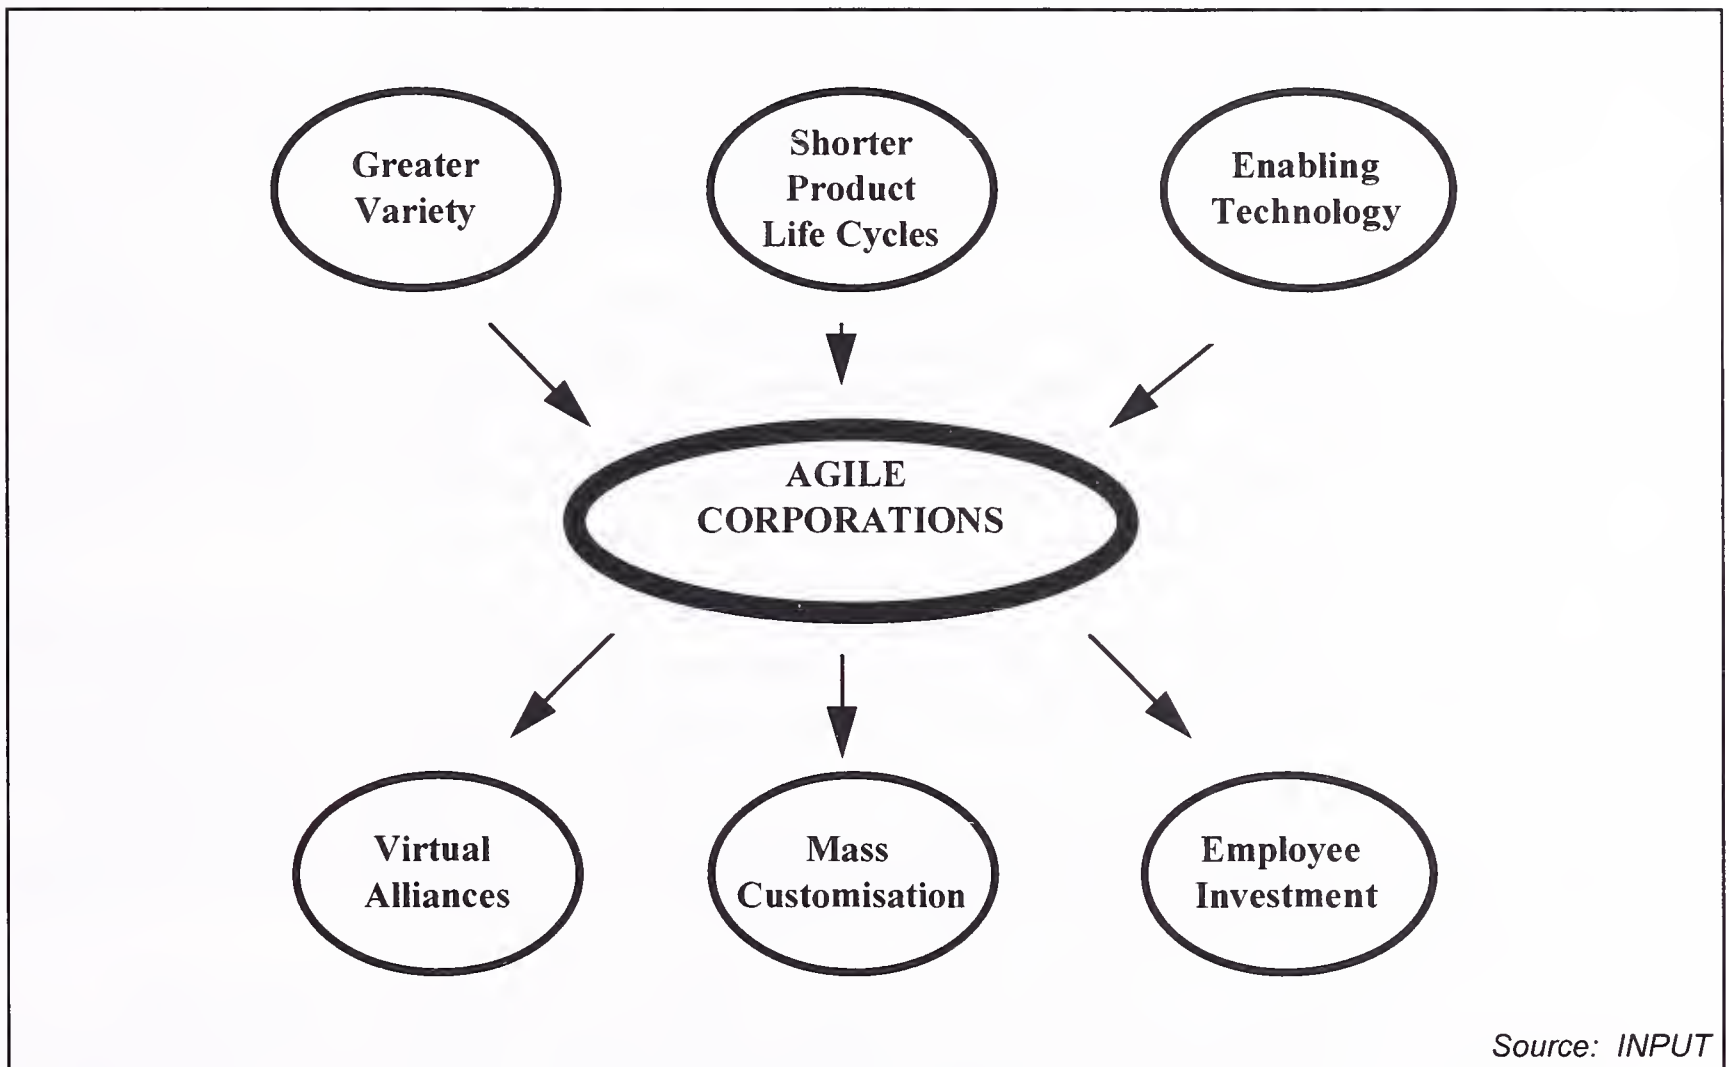 Greater
Variety
Shorter
Product
Life Cycles
Enabling
Technology
AGILE
CORPORATIONS
Virtual
Alliances
Mass
Customisation
Employee
Investment
Source: INPUT